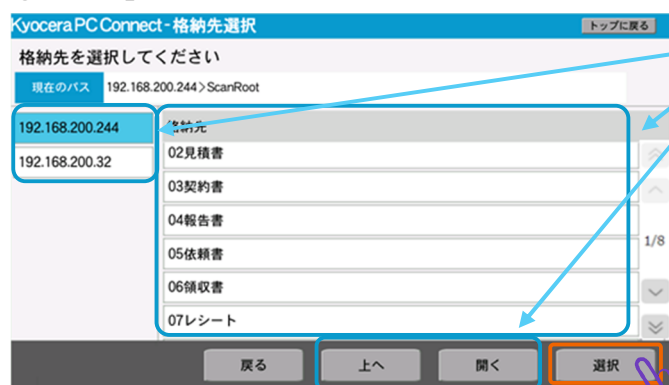 Kyocera PC Connect - 格納先選択
トップに戻る
格納先を選択してください
現在のパス 192.168.200.244>ScanRoot
192.168.200.244
192.168.200.32
格納先
02見積書
03契約書
04報告書
05依頼書
06領収書
07レシート
1/8
戻る 上へ 開く 選択